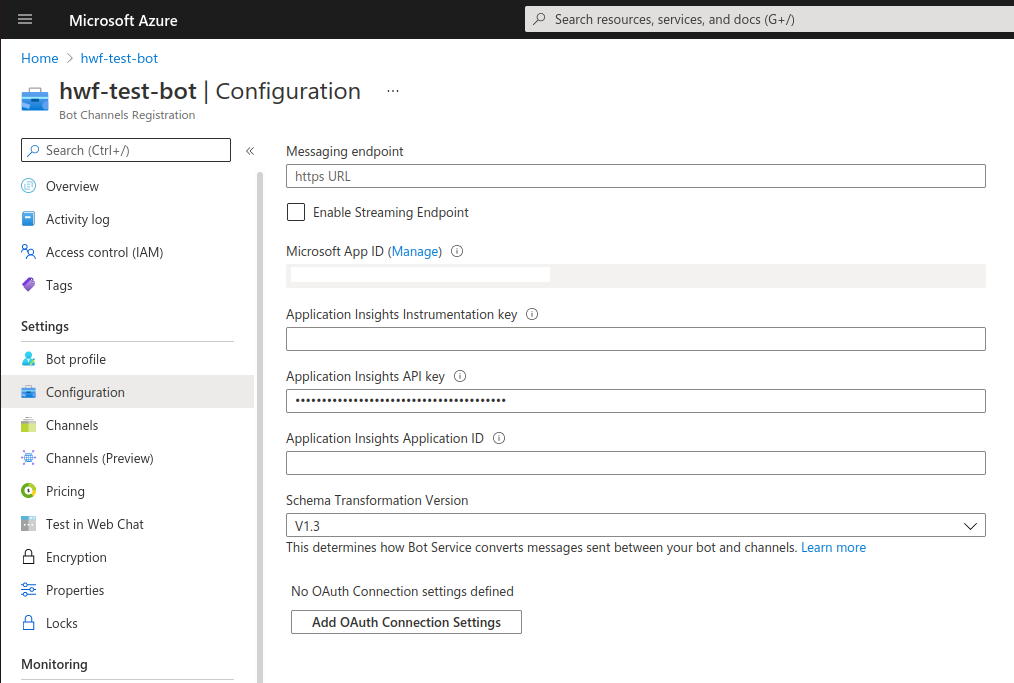 Microsoft Azure
Search resources, services, and docs (G+/)
Home > hwf-test-bot
hwf-test-bot | Configuration ...
Bot Channels Registration
Search (Ctrl+/) «
Overview
Activity log
Access control (IAM)
Tags
Settings
Bot profile
Configuration
Channels
Channels (Preview)
Pricing
Test in Web Chat
Encryption
Properties
Locks
Monitoring
Messaging endpoint
https URL
Enable Streaming Endpoint
Microsoft App ID (Manage)
Application Insights Instrumentation key
Application Insights API key
••••••••••••••••••••••••••••••••••••••••
Application Insights Application ID
Schema Transformation Version
V1.3
This determines how Bot Service converts messages sent between your bot and channels. Learn more
No OAuth Connection settings defined
Add OAuth Connection Settings